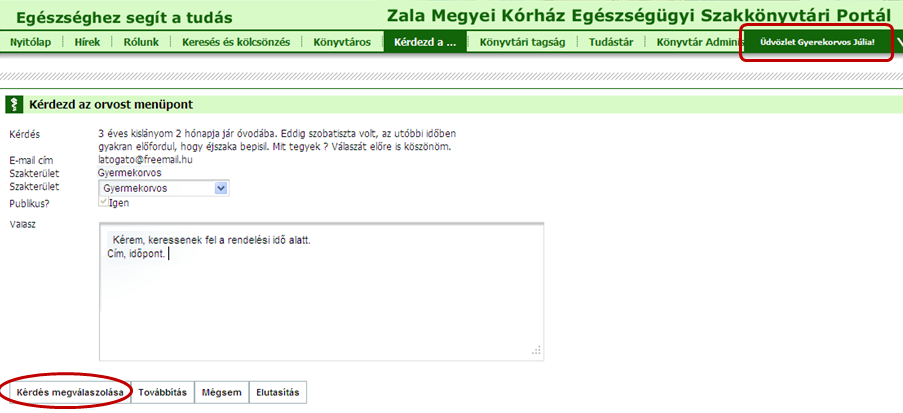 Egészséghez segít a tudás
Zala Megyei Kórház Egészségügyi Szakkönyvtári Portál
Nyitólap Hírek Rólunk Keresés és kölcsönzés Könyvtáros Kérdezd a ... Könyvtári tagság Tudástár Könyvtár Adminis Üdvözlet Gyerekorvos Júlia!
Kérdezd az orvost menüpont
Kérdés 3 éves kislányom 2 hónapja jár óvodába. Eddig szobatiszta volt, az utóbbi időben
gyakran előfordul, hogy éjszaka bepisil. Mit tegyek ? Válaszát előre is köszönöm.
E-mail cím latogato@freemail.hu
Szakterület Gyermekorvos
Szakterület Gyermekorvos
Publikus? Igen
Válasz
Kérem, keressenek fel a rendelési idő alatt.
Cím, időpont.
Kérdés megválaszolása Továbbítás Mégsem Elutasítás